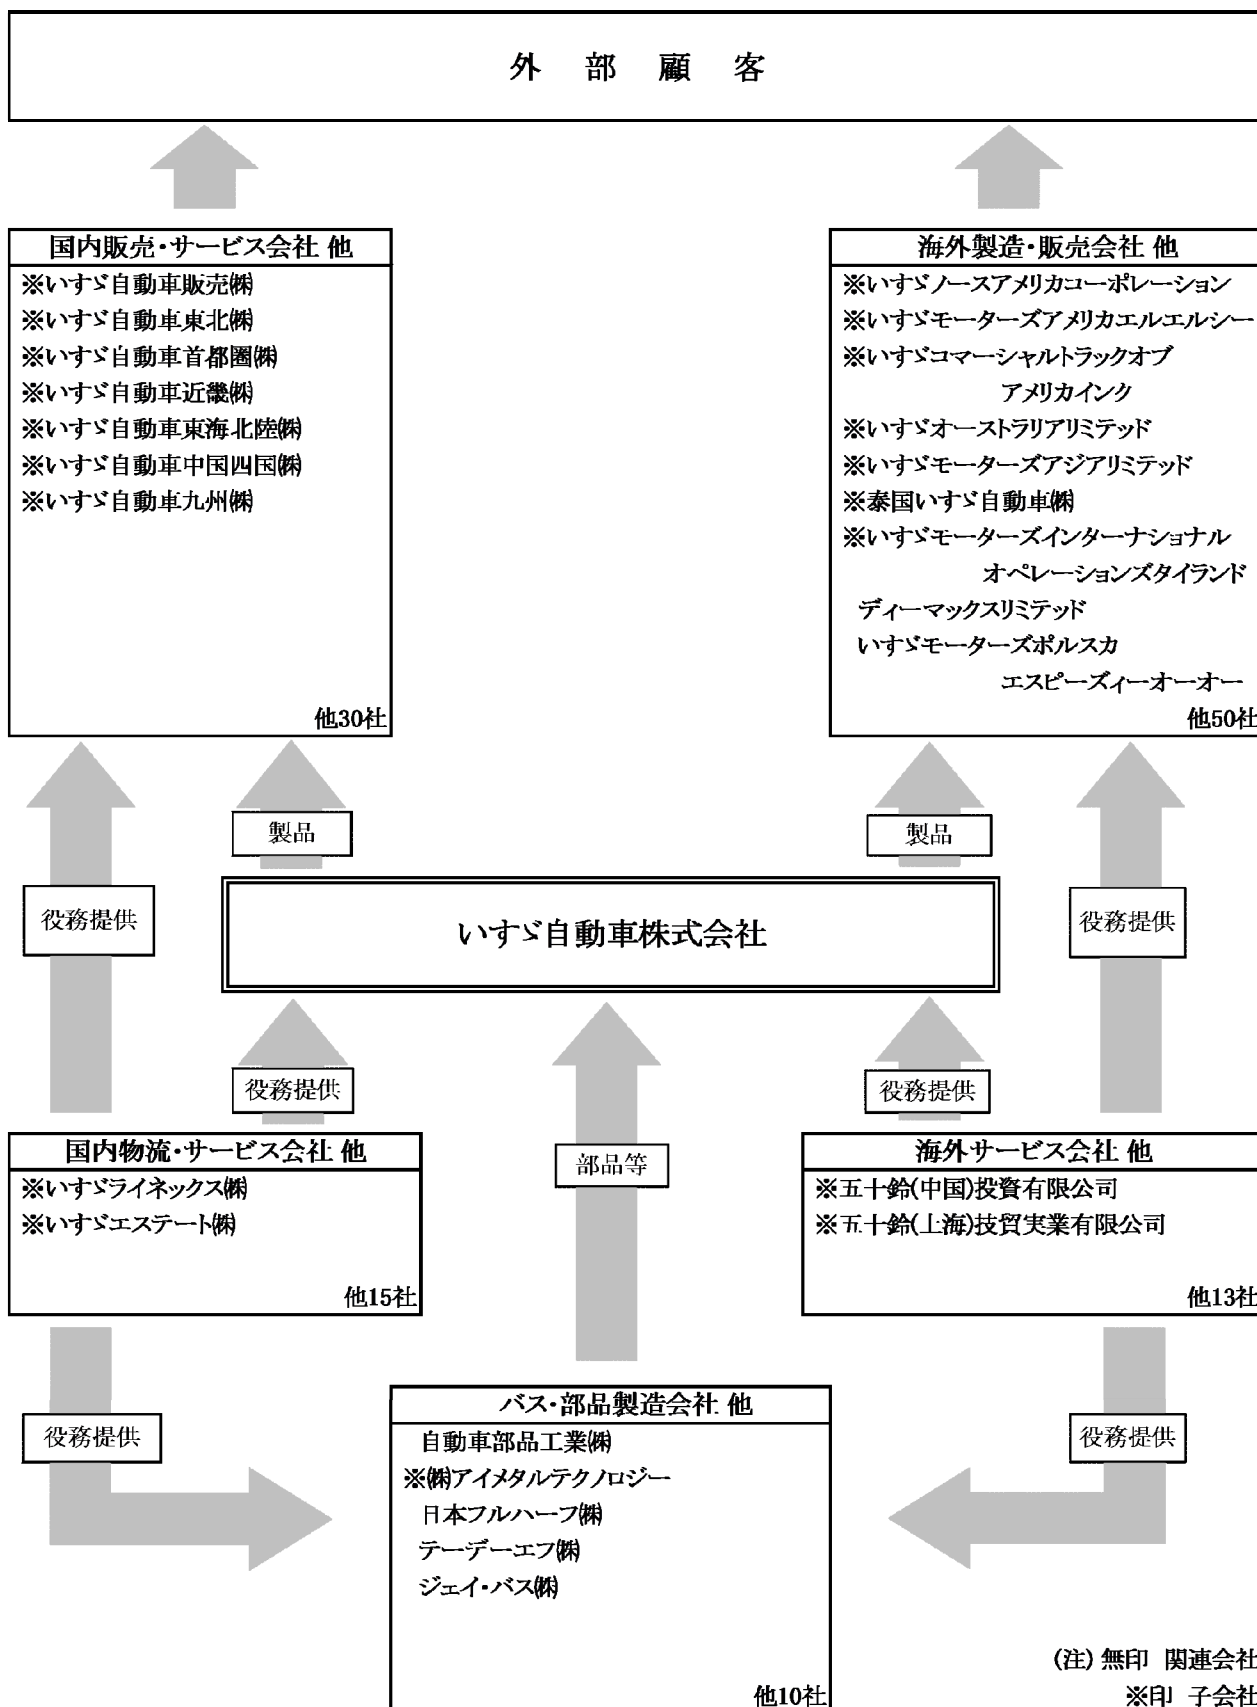 外部顧客
国内販売・サービス会社 他
※いすゞ自動車販売㈱
※いすゞ自動車東北㈱
※いすゞ自動車首都圏㈱
※いすゞ自動車近畿㈱
※いすゞ自動車東海北陸㈱
※いすゞ自動車中国四国㈱
※いすゞ自動車九州㈱
他30社
海外製造・販売会社 他
※いすゞノースアメリカコーポレーション
※いすゞモーターズアメリカエルエルシー
※いすゞコマーシャルトラックオブ
アメリカインク
※いすゞオーストラリアリミテッド
※いすゞモーターズアジアリミテッド
※泰国いすゞ自動車㈱
※いすゞモーターズインターナショナル
オペレーションズタイランド
ディーマックスリミテッド
いすゞモーターズポルスカ
エスピーズィーオーオー
他50社
製品
製品
役務提供
いすゞ自動車株式会社
役務提供
役務提供
役務提供
国内物流・サービス会社 他
※いすゞライネックス㈱
※いすゞエステート㈱
他15社
部品等
海外サービス会社 他
※五十鈴(中国)投資有限公司
※五十鈴(上海)技貿実業有限公司
他13社
役務提供
バス・部品製造会社 他
自動車部品工業㈱
※㈱アイメタルテクノロジー
日本フルハーフ㈱
テーデーエフ㈱
ジェイ・バス㈱
他10社
役務提供
(注) 無印 関連会社
※印 子会社